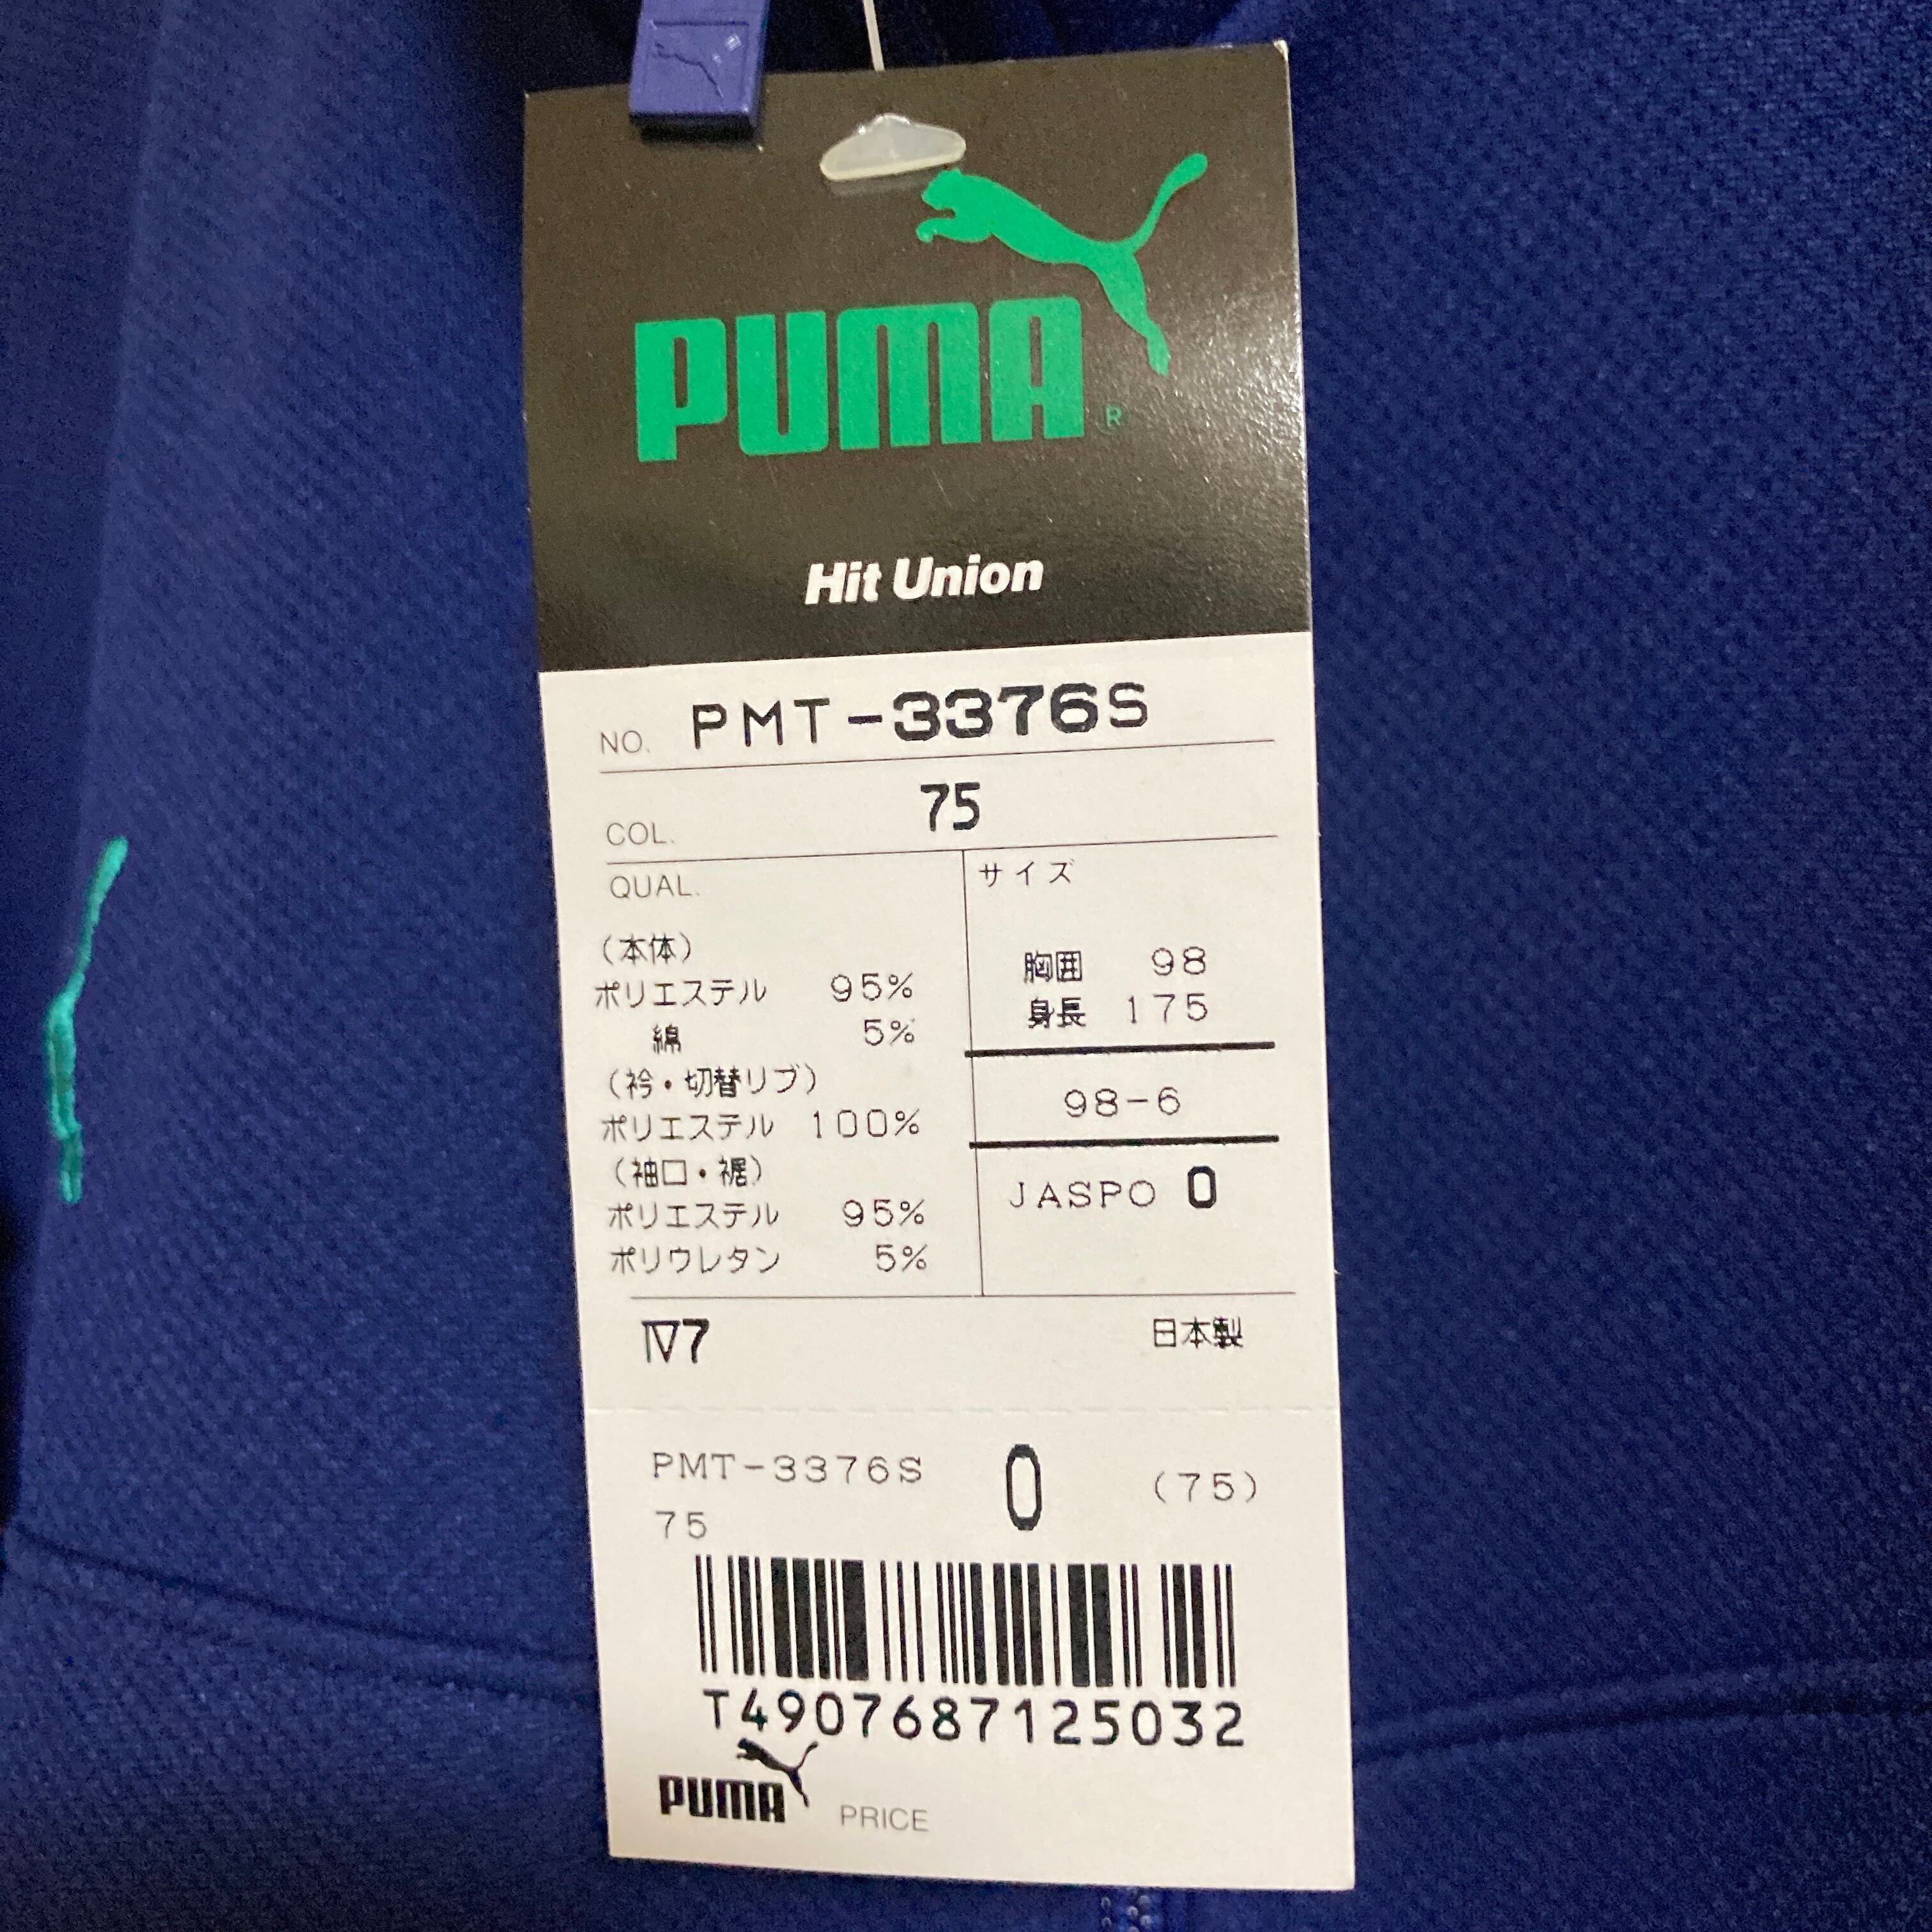 PUMA®
Hit Union
NO. PMT-3376S
COL. 75
QUAL.
(本体)
ポリエステル 95%
綿 5%
(衿・切替リブ)
ポリエステル 100%
(袖口・裾)
ポリエステル 95%
ポリウレタン 5%
サイズ
胸囲 98
身長 175
98-6
JASPO O
Ⅳ7
日本製
PMT-3376S O (75)
75
T4907687125032
PUMA PRICE